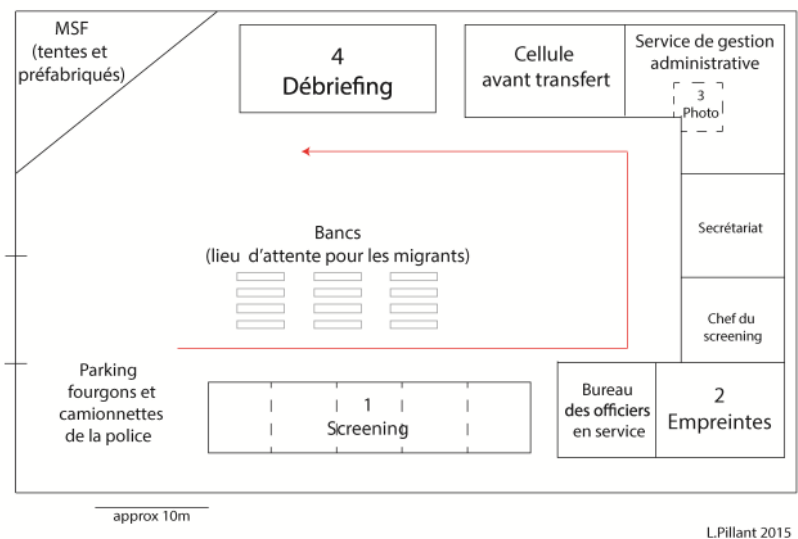 MSF
(tentes et
préfabriqués)
4
Débriefing
Cellule
avant transfert
Service de gestion
administrative
3
Photo
Secrétariat
Bancs
(lieu d'attente pour les migrants)
Chef du
screening
Parking
fourgons et
camionnettes
de la police
1
Screening
Bureau
des officiers
en service
2
Empreintes
approx 10m
L.Pillant 2015